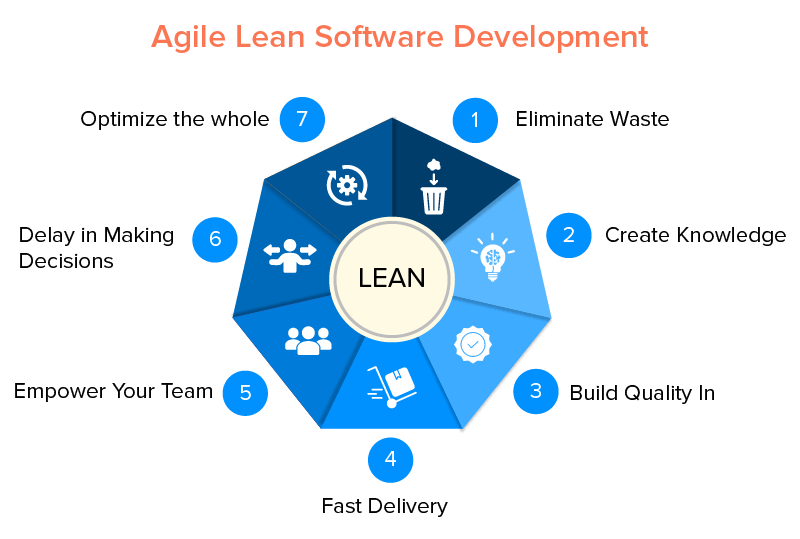 Agile Lean Software Development
1
Eliminate Waste
2
Create Knowledge
3
Build Quality In
4
Fast Delivery
5
Empower Your Team
6
Delay in Making
Decisions
7
Optimize the whole
LEAN